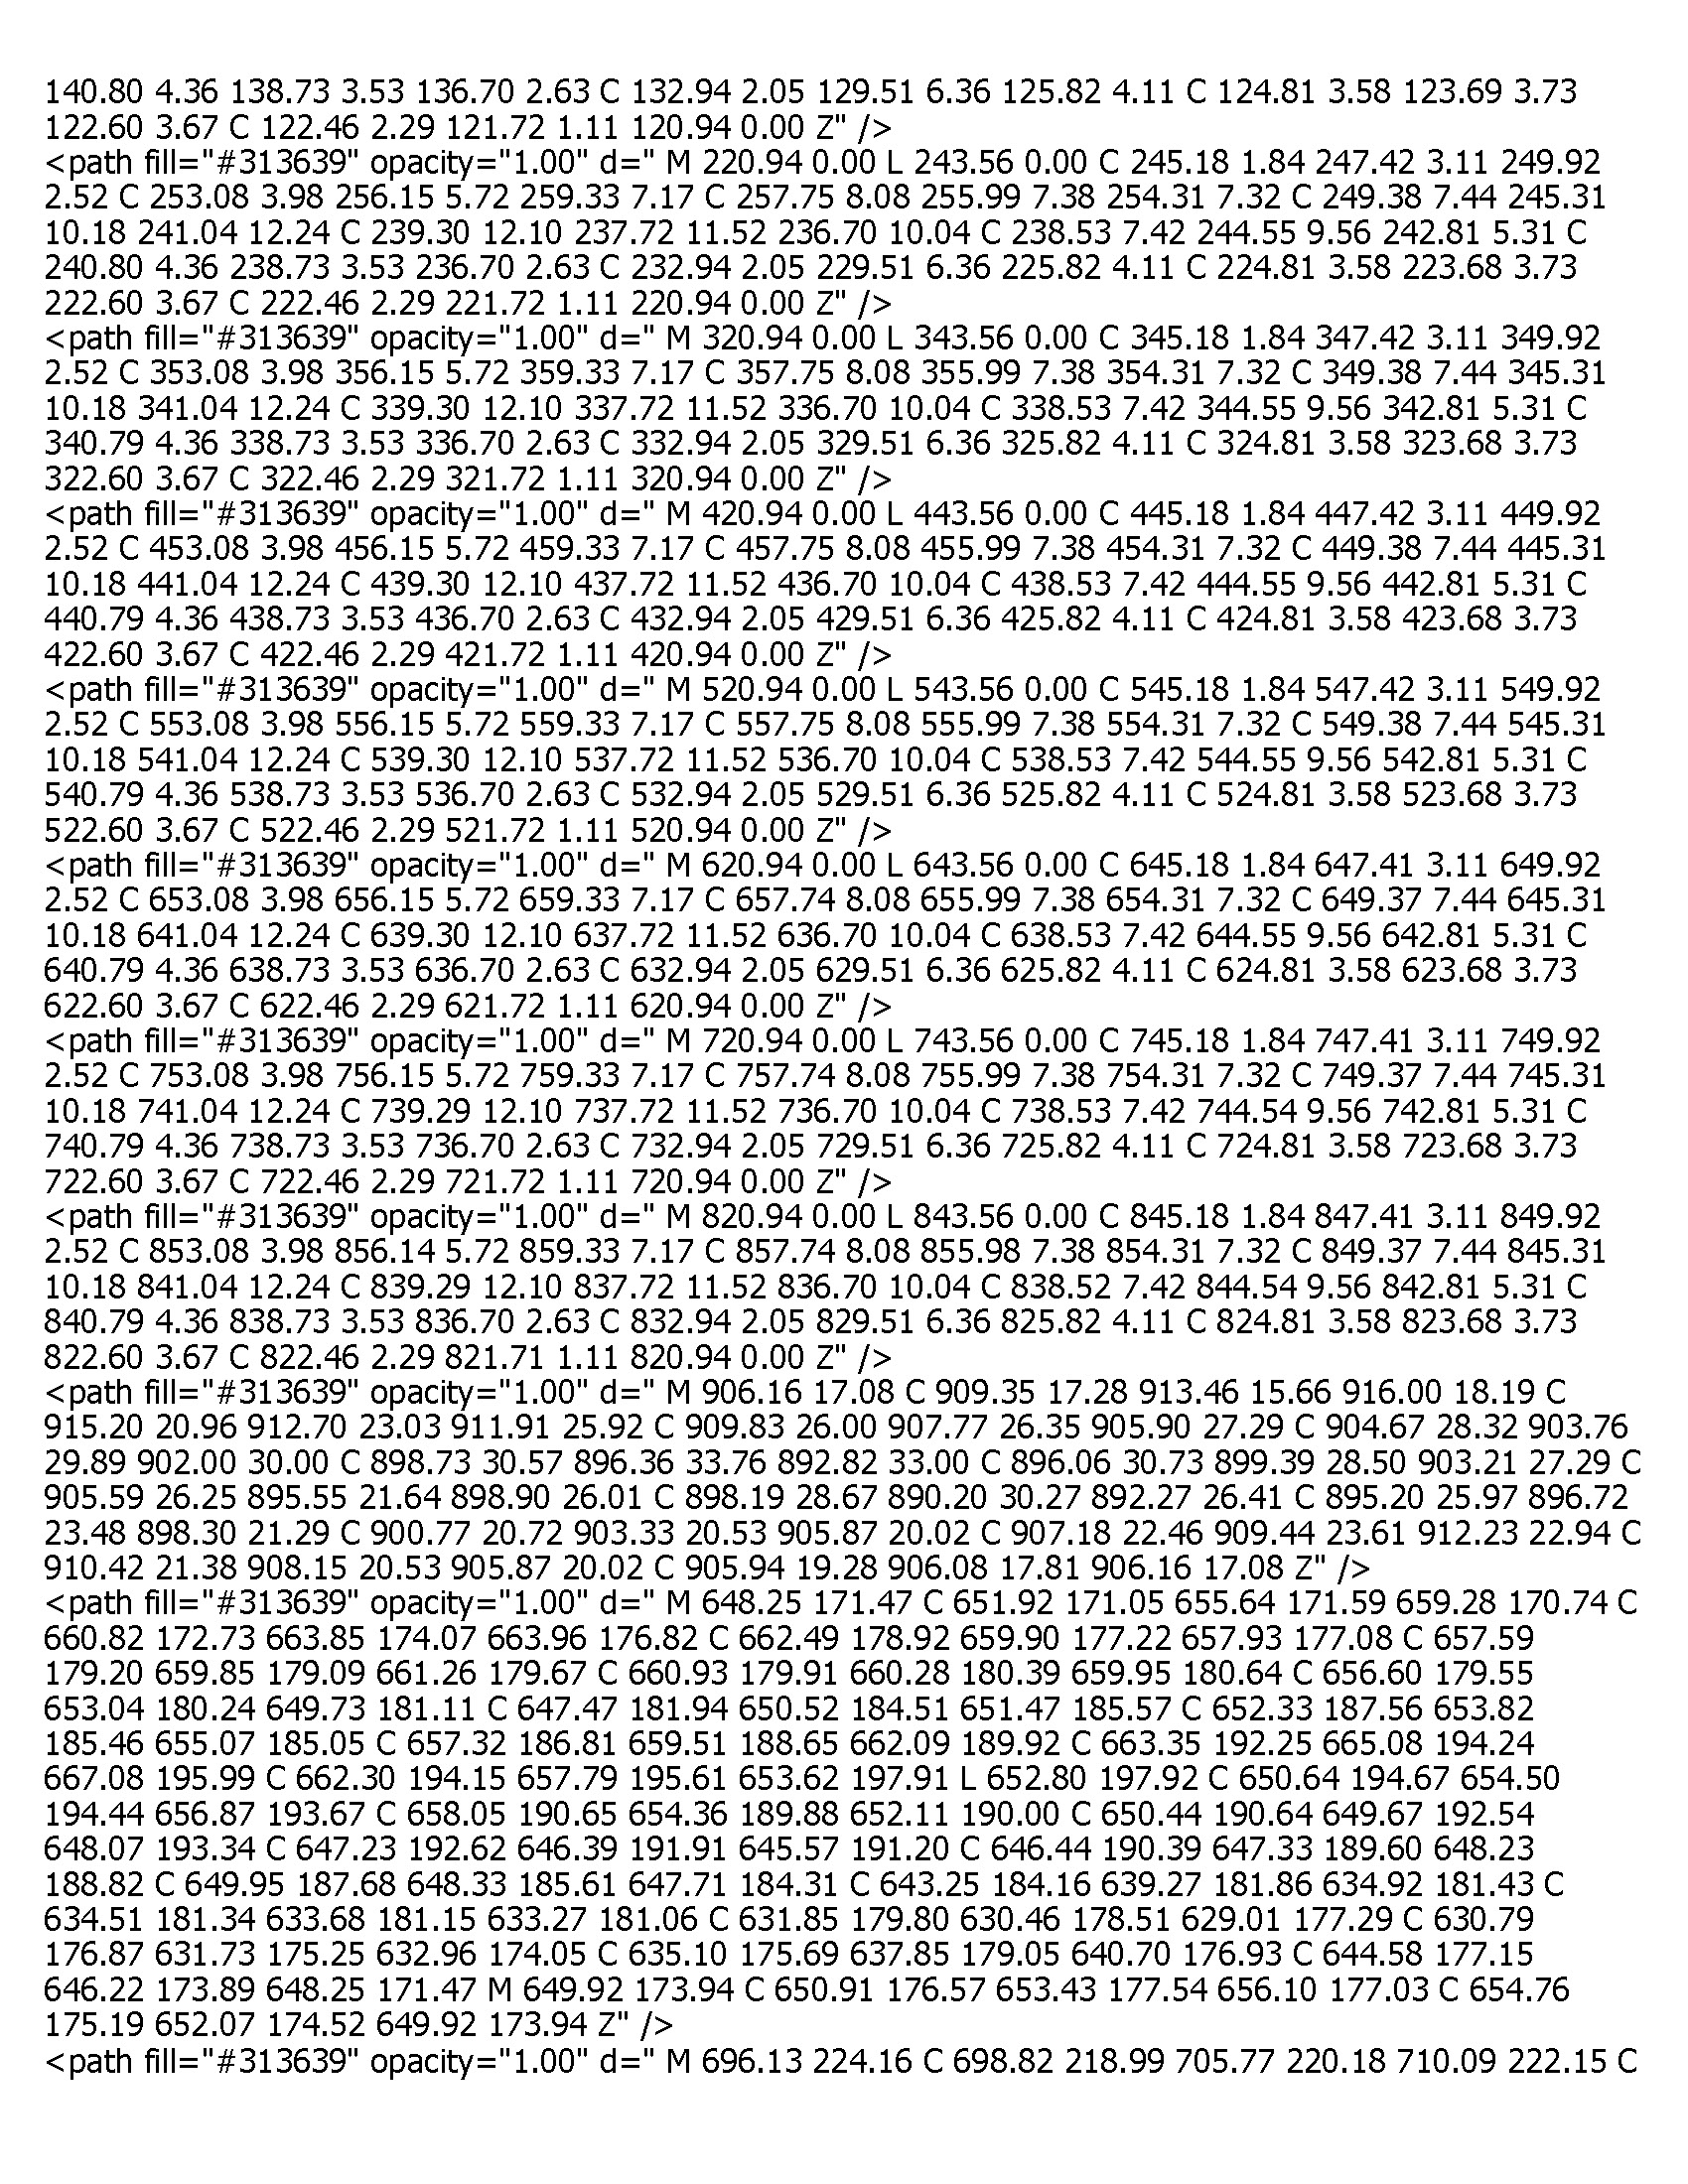 140.80 4.36 138.73 3.53 136.70 2.63 C 132.94 2.05 129.51 6.36 125.82 4.11 C 124.81 3.58 123.69 3.73
122.60 3.67 C 122.46 2.29 121.72 1.11 120.94 0.00 Z" />
<path fill="#313639" opacity="1.00" d=" M 220.94 0.00 L 243.56 0.00 C 245.18 1.84 247.42 3.11 249.92
2.52 C 253.08 3.98 256.15 5.72 259.33 7.17 C 257.75 8.08 255.99 7.38 254.31 7.32 C 249.38 7.44 245.31
10.18 241.04 12.24 C 239.30 12.10 237.72 11.52 236.70 10.04 C 238.53 7.42 244.55 9.56 242.81 5.31 C
240.80 4.36 238.73 3.53 236.70 2.63 C 232.94 2.05 229.51 6.36 225.82 4.11 C 224.81 3.58 223.68 3.73
222.60 3.67 C 222.46 2.29 221.72 1.11 220.94 0.00 Z" />
<path fill="#313639" opacity="1.00" d=" M 320.94 0.00 L 343.56 0.00 C 345.18 1.84 347.42 3.11 349.92
2.52 C 353.08 3.98 356.15 5.72 359.33 7.17 C 357.75 8.08 355.99 7.38 354.31 7.32 C 349.38 7.44 345.31
10.18 341.04 12.24 C 339.30 12.10 337.72 11.52 336.70 10.04 C 338.53 7.42 344.55 9.56 342.81 5.31 C
340.79 4.36 338.73 3.53 336.70 2.63 C 332.94 2.05 329.51 6.36 325.82 4.11 C 324.81 3.58 323.68 3.73
322.60 3.67 C 322.46 2.29 321.72 1.11 320.94 0.00 Z" />
<path fill="#313639" opacity="1.00" d=" M 420.94 0.00 L 443.56 0.00 C 445.18 1.84 447.42 3.11 449.92
2.52 C 453.08 3.98 456.15 5.72 459.33 7.17 C 457.75 8.08 455.99 7.38 454.31 7.32 C 449.38 7.44 445.31
10.18 441.04 12.24 C 439.30 12.10 437.72 11.52 436.70 10.04 C 438.53 7.42 444.55 9.56 442.81 5.31 C
440.79 4.36 438.73 3.53 436.70 2.63 C 432.94 2.05 429.51 6.36 425.82 4.11 C 424.81 3.58 423.68 3.73
422.60 3.67 C 422.46 2.29 421.72 1.11 420.94 0.00 Z" />
<path fill="#313639" opacity="1.00" d=" M 520.94 0.00 L 543.56 0.00 C 545.18 1.84 547.42 3.11 549.92
2.52 C 553.08 3.98 556.15 5.72 559.33 7.17 C 557.75 8.08 555.99 7.38 554.31 7.32 C 549.38 7.44 545.31
10.18 541.04 12.24 C 539.30 12.10 537.72 11.52 536.70 10.04 C 538.53 7.42 544.55 9.56 542.81 5.31 C
540.79 4.36 538.73 3.53 536.70 2.63 C 532.94 2.05 529.51 6.36 525.82 4.11 C 524.81 3.58 523.68 3.73
522.60 3.67 C 522.46 2.29 521.72 1.11 520.94 0.00 Z" />
<path fill="#313639" opacity="1.00" d=" M 620.94 0.00 L 643.56 0.00 C 645.18 1.84 647.41 3.11 649.92
2.52 C 653.08 3.98 656.15 5.72 659.33 7.17 C 657.74 8.08 655.99 7.38 654.31 7.32 C 649.37 7.44 645.31
10.18 641.04 12.24 C 639.30 12.10 637.72 11.52 636.70 10.04 C 638.53 7.42 644.55 9.56 642.81 5.31 C
640.79 4.36 638.73 3.53 636.70 2.63 C 632.94 2.05 629.51 6.36 625.82 4.11 C 624.81 3.58 623.68 3.73
622.60 3.67 C 622.46 2.29 621.72 1.11 620.94 0.00 Z" />
<path fill="#313639" opacity="1.00" d=" M 720.94 0.00 L 743.56 0.00 C 745.18 1.84 747.41 3.11 749.92
2.52 C 753.08 3.98 756.15 5.72 759.33 7.17 C 757.74 8.08 755.99 7.38 754.31 7.32 C 749.37 7.44 745.31
10.18 741.04 12.24 C 739.29 12.10 737.72 11.52 736.70 10.04 C 738.53 7.42 744.54 9.56 742.81 5.31 C
740.79 4.36 738.73 3.53 736.70 2.63 C 732.94 2.05 729.51 6.36 725.82 4.11 C 724.81 3.58 723.68 3.73
722.60 3.67 C 722.46 2.29 721.72 1.11 720.94 0.00 Z" />
<path fill="#313639" opacity="1.00" d=" M 820.94 0.00 L 843.56 0.00 C 845.18 1.84 847.41 3.11 849.92
2.52 C 853.08 3.98 856.14 5.72 859.33 7.17 C 857.74 8.08 855.98 7.38 854.31 7.32 C 849.37 7.44 845.31
10.18 841.04 12.24 C 839.29 12.10 837.72 11.52 836.70 10.04 C 838.52 7.42 844.54 9.56 842.81 5.31 C
840.79 4.36 838.73 3.53 836.70 2.63 C 832.94 2.05 829.51 6.36 825.82 4.11 C 824.81 3.58 823.68 3.73
822.60 3.67 C 822.46 2.29 821.71 1.11 820.94 0.00 Z" />
<path fill="#313639" opacity="1.00" d=" M 906.16 17.08 C 909.35 17.28 913.46 15.66 916.00 18.19 C
915.20 20.96 912.70 23.03 911.91 25.92 C 909.83 26.00 907.77 26.35 905.90 27.29 C 904.67 28.32 903.76
29.89 902.00 30.00 C 898.73 30.57 896.36 33.76 892.82 33.00 C 896.06 30.73 899.39 28.50 903.21 27.29 C
905.59 26.25 895.55 21.64 898.90 26.01 C 898.19 28.67 890.20 30.27 892.27 26.41 C 895.20 25.97 896.72
23.48 898.30 21.29 C 900.77 20.72 903.33 20.53 905.87 20.02 C 907.18 22.46 909.44 23.61 912.23 22.94 C
910.42 21.38 908.15 20.53 905.87 20.02 C 905.94 19.28 906.08 17.81 906.16 17.08 Z" />
<path fill="#313639" opacity="1.00" d=" M 648.25 171.47 C 651.92 171.05 655.64 171.59 659.28 170.74 C
660.82 172.73 663.85 174.07 663.96 176.82 C 662.49 178.92 659.90 177.22 657.93 177.08 C 657.59
179.20 659.85 179.09 661.26 179.67 C 660.93 179.91 660.28 180.39 659.95 180.64 C 656.60 179.55
653.04 180.24 649.73 181.11 C 647.47 181.94 650.52 184.51 651.47 185.57 C 652.33 187.56 653.82
185.46 655.07 185.05 C 657.32 186.81 659.51 188.65 662.09 189.92 C 663.35 192.25 665.08 194.24
667.08 195.99 C 662.30 194.15 657.79 195.61 653.62 197.91 L 652.80 197.92 C 650.64 194.67 654.50
194.44 656.87 193.67 C 658.05 190.65 654.36 189.88 652.11 190.00 C 650.44 190.64 649.67 192.54
648.07 193.34 C 647.23 192.62 646.39 191.91 645.57 191.20 C 646.44 190.39 647.33 189.60 648.23
188.82 C 649.95 187.68 648.33 185.61 647.71 184.31 C 643.25 184.16 639.27 181.86 634.92 181.43 C
634.51 181.34 633.68 181.15 633.27 181.06 C 631.85 179.80 630.46 178.51 629.01 177.29 C 630.79
176.87 631.73 175.25 632.96 174.05 C 635.10 175.69 637.85 179.05 640.70 176.93 C 644.58 177.15
646.22 173.89 648.25 171.47 M 649.92 173.94 C 650.91 176.57 653.43 177.54 656.10 177.03 C 654.76
175.19 652.07 174.52 649.92 173.94 Z" />
<path fill="#313639" opacity="1.00" d=" M 696.13 224.16 C 698.82 218.99 705.77 220.18 710.09 222.15 C